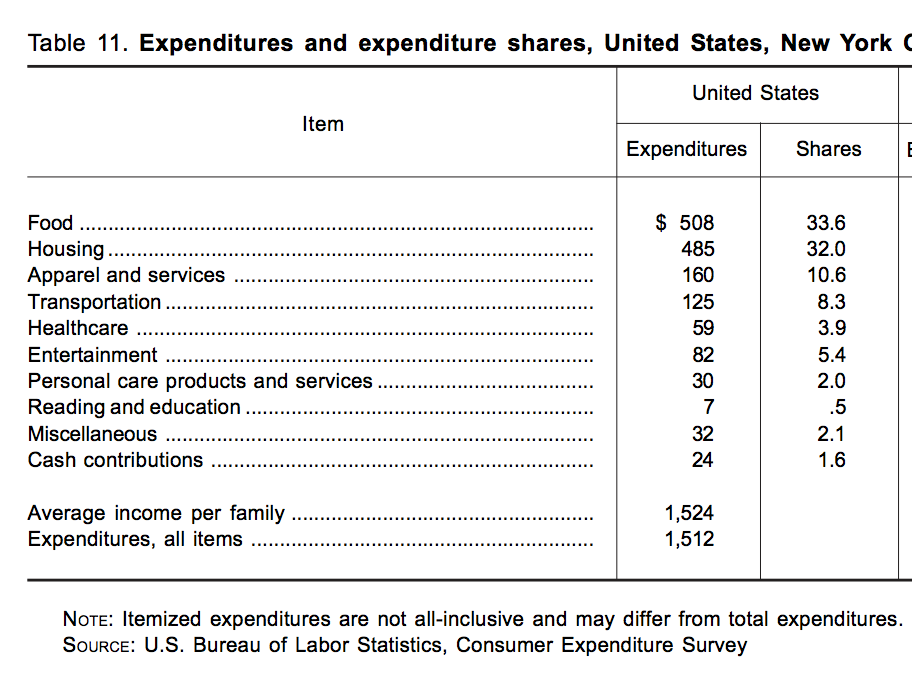 Table 11. Expenditures and expenditure shares, United States, New York
United States
Item
Expenditures Shares
Food ........ $ 508 33.6
Housing ........ 485 32.0
Apparel and services ........ 160 10.6
Transportation ........ 125 8.3
Healthcare ........ 59 3.9
Entertainment ........ 82 5.4
Personal care products and services ........ 30 2.0
Reading and education ........ 7 .5
Miscellaneous ........ 32 2.1
Cash contributions ........ 24 1.6
Average income per family ........ 1,524
Expenditures, all items ........ 1,512
NOTE: Itemized expenditures are not all-inclusive and may differ from total expenditures.
SOURCE: U.S. Bureau of Labor Statistics, Consumer Expenditure Survey